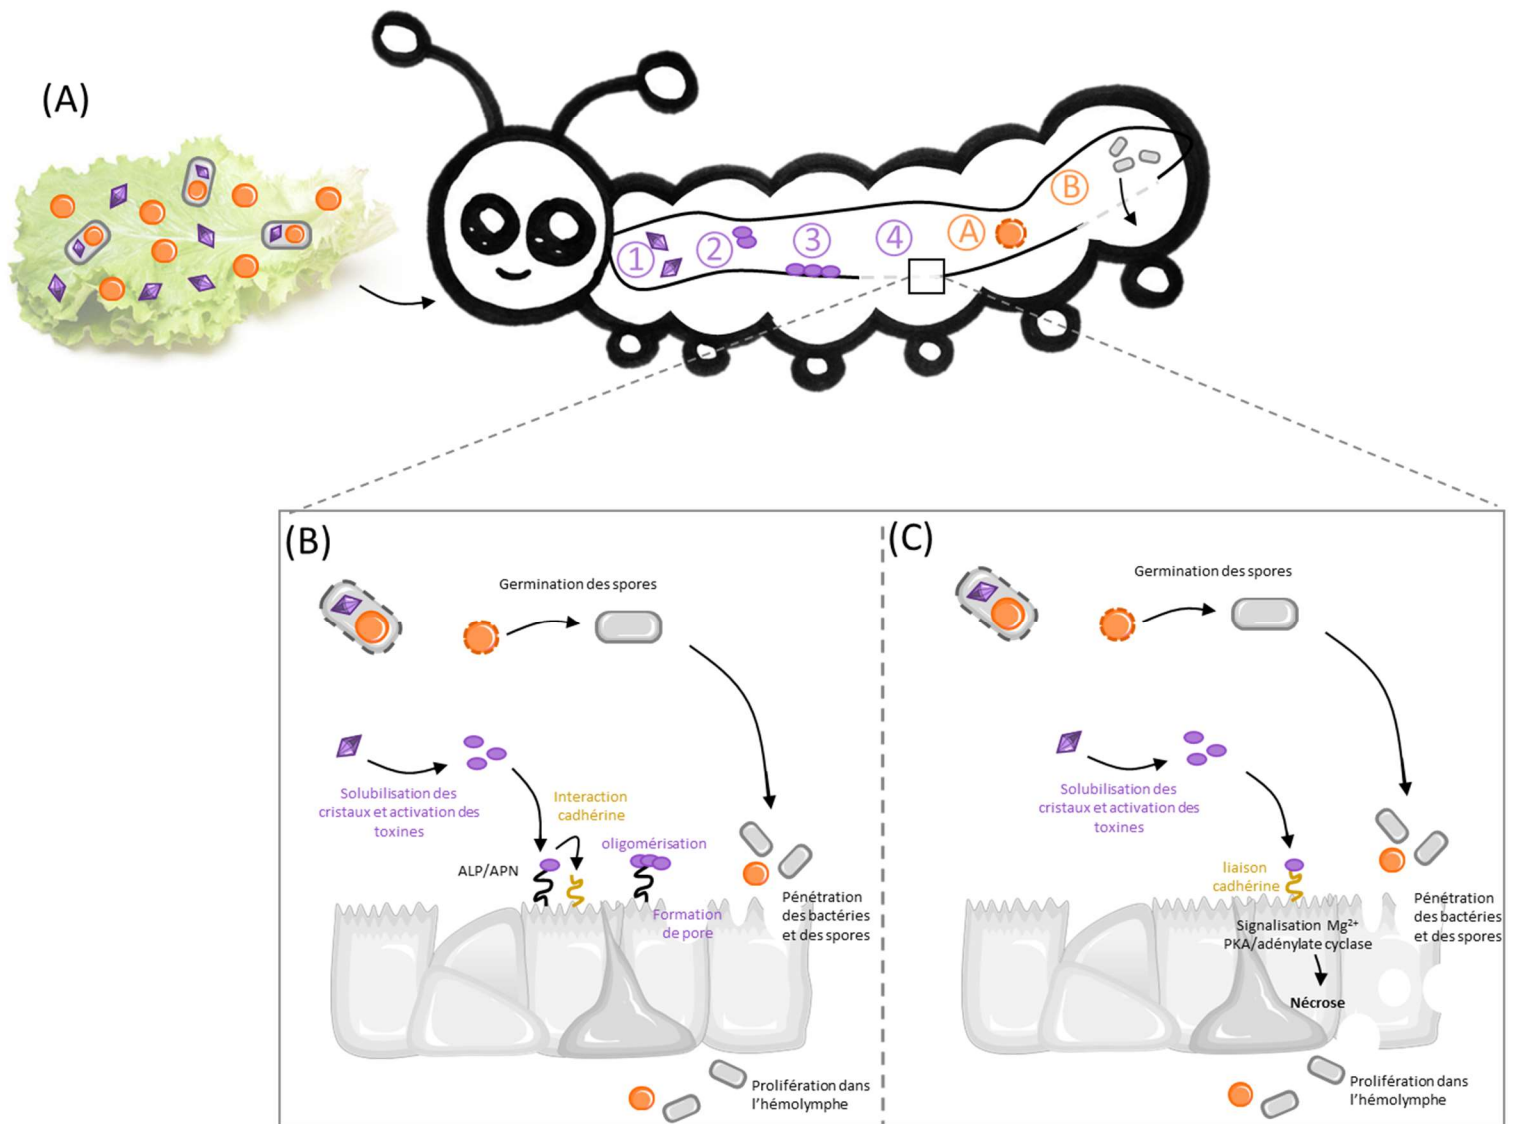 (A)
1
2
3
4
A
B
(B)
Germination des spores
Solubilisation des
cristaux et activation des
toxines
Interaction
cadhérine
oligomérisation
ALP/APN
Formation
de pore
Pénétration
des bactéries
et des spores
Prolifération dans
l'hémolymphe
(C)
Germination des spores
Solubilisation des
cristaux et activation des
toxines
liaison
cadhérine
Signalisation Mg²⁺
PKA/adénylate cyclase
Nécrose
Pénétration
des bactéries
et des spores
Prolifération dans
l'hémolymphe